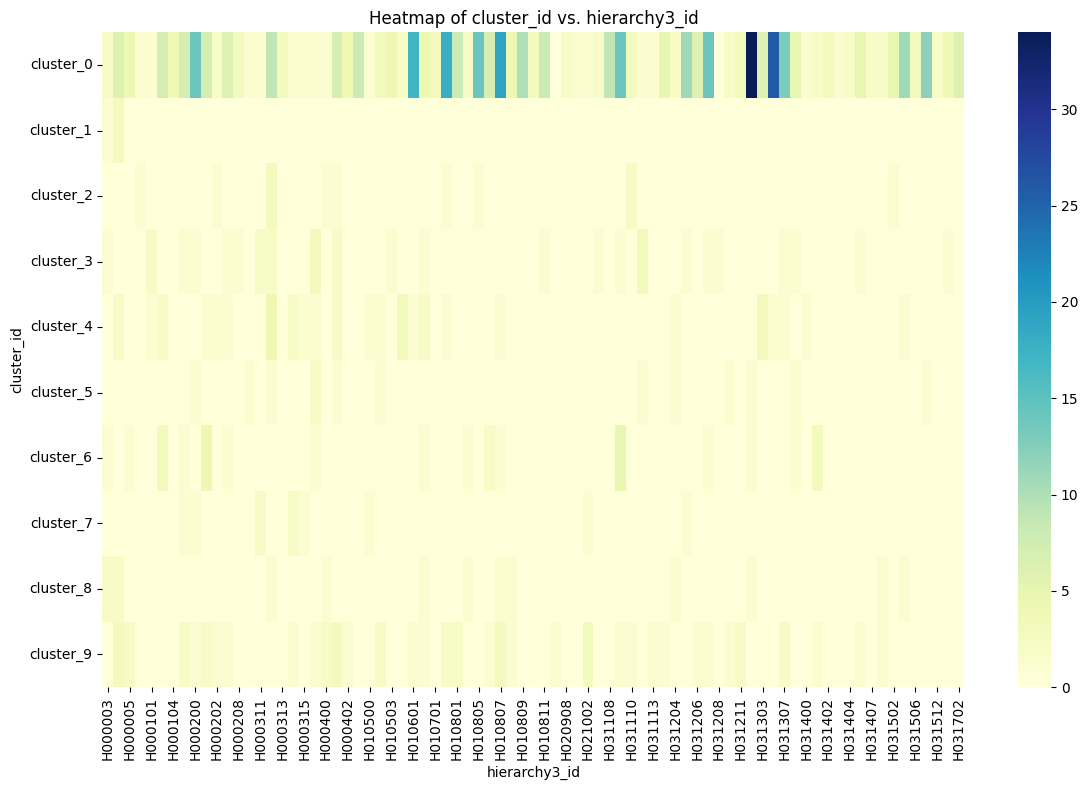 Heatmap of cluster_id vs. hierarchy3_id
cluster_id
cluster_0
cluster_1
cluster_2
cluster_3
cluster_4
cluster_5
cluster_6
cluster_7
cluster_8
cluster_9
H000003
H000005
H000101
H000104
H000200
H000202
H000208
H000311
H000313
H000315
H000400
H000402
H010500
H010503
H010601
H010701
H010801
H010805
H010807
H010809
H010811
H020908
H021002
H031108
H031110
H031113
H031204
H031206
H031208
H031211
H031303
H031307
H031400
H031402
H031404
H031407
H031502
H031506
H031512
H031702
hierarchy3_id
30
25
20
15
10
5
0